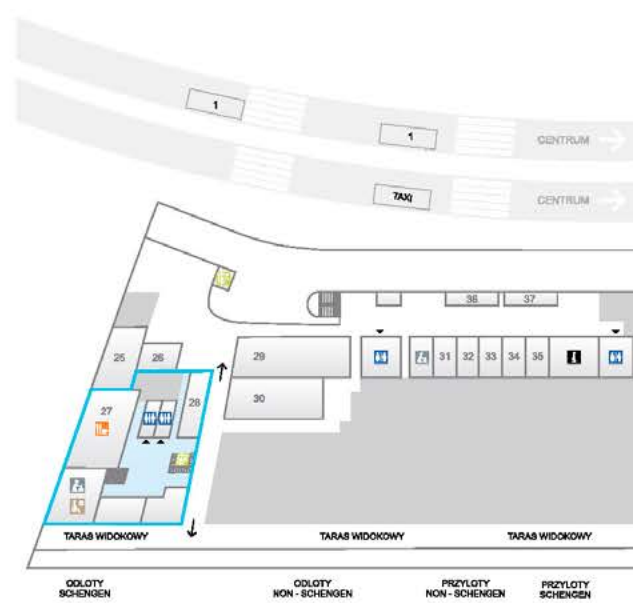 1
1
CENTRUM
TAXI
CENTRUM
36
37
25
26
29
31
32
33
34
35
27
28
30
TARAS WIDOKOWY
TARAS WIDOKOWY
TARAS WIDOKOWY
ODLOTY
SCHENGEN
ODLOTY
NON - SCHENGEN
PRZYLOTY
NON - SCHENGEN
PRZYLOTY
SCHENGEN